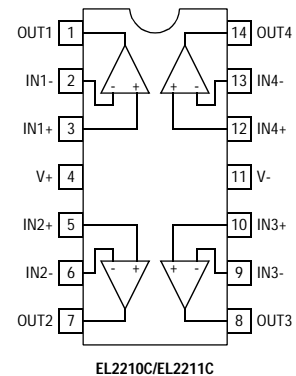 OUT1 1 14 OUT4
IN1- 2 - + + - 13 IN4-
IN1+ 3 12 IN4+
V+ 4 11 V-
IN2+ 5 10 IN3+
IN2- 6 - + + - 9 IN3-
OUT2 7 8 OUT3
EL2210C/EL2211C